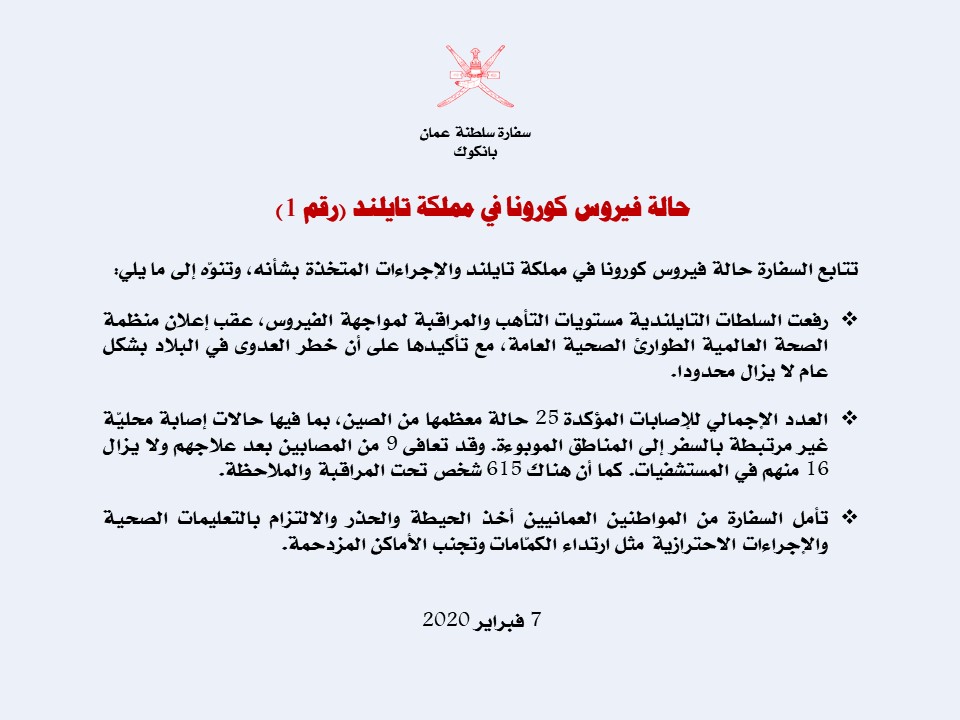 سفارة سلطنة عمان
بانكوك
حالة فيروس كورونا في مملكة تايلند (رقم 1)
تتابع السفارة حالة فيروس كورونا في مملكة تايلند والإجراءات المتخذة بشأنه، وتنوّه إلى ما يلي:
❖ رفعت السلطات التايلندية مستويات التأهب والمراقبة لمواجهة الفيروس، عقب إعلان منظمة
الصحة العالمية الطوارئ الصحية العامة، مع تأكيدها على أن خطر العدوى في البلاد بشكل
عام لا يزال محدودا.
❖ العدد الإجمالي للإصابات المؤكدة 25 حالة معظمها من الصين، بما فيها حالات إصابة محليّة
غير مرتبطة بالسفر إلى المناطق الموبوءة. وقد تعافى 9 من المصابين بعد علاجهم ولا يزال
16 منهم في المستشفيات. كما أن هناك 615 شخص تحت المراقبة والملاحظة.
❖ تأمل السفارة من المواطنين العمانيين أخذ الحيطة والحذر والالتزام بالتعليمات الصحية
والإجراءات الاحترازية مثل ارتداء الكمّامات وتجنب الأماكن المزدحمة.
7 فبراير 2020